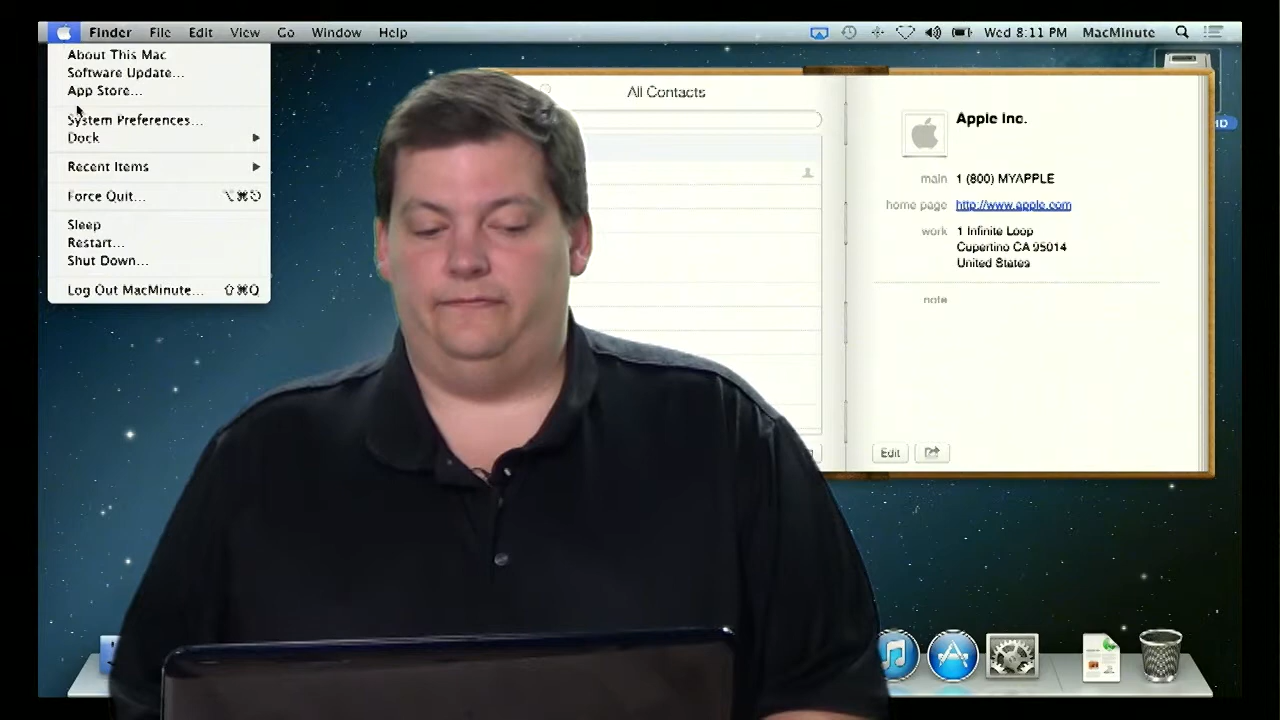 Finder File Edit View Go Window Help Wed 8:11 PM MacMinute
About This Mac
Software Update...
App Store...
System Preferences...
Dock
Recent Items
Force Quit... ⌥⌘⎋
Sleep
Restart...
Shut Down...
Log Out MacMinute... ⇧⌘Q
All Contacts
Apple Inc.
main 1 (800) MYAPPLE
home page http://www.apple.com
work 1 Infinite Loop
Cupertino CA 95014
United States
note
Edit